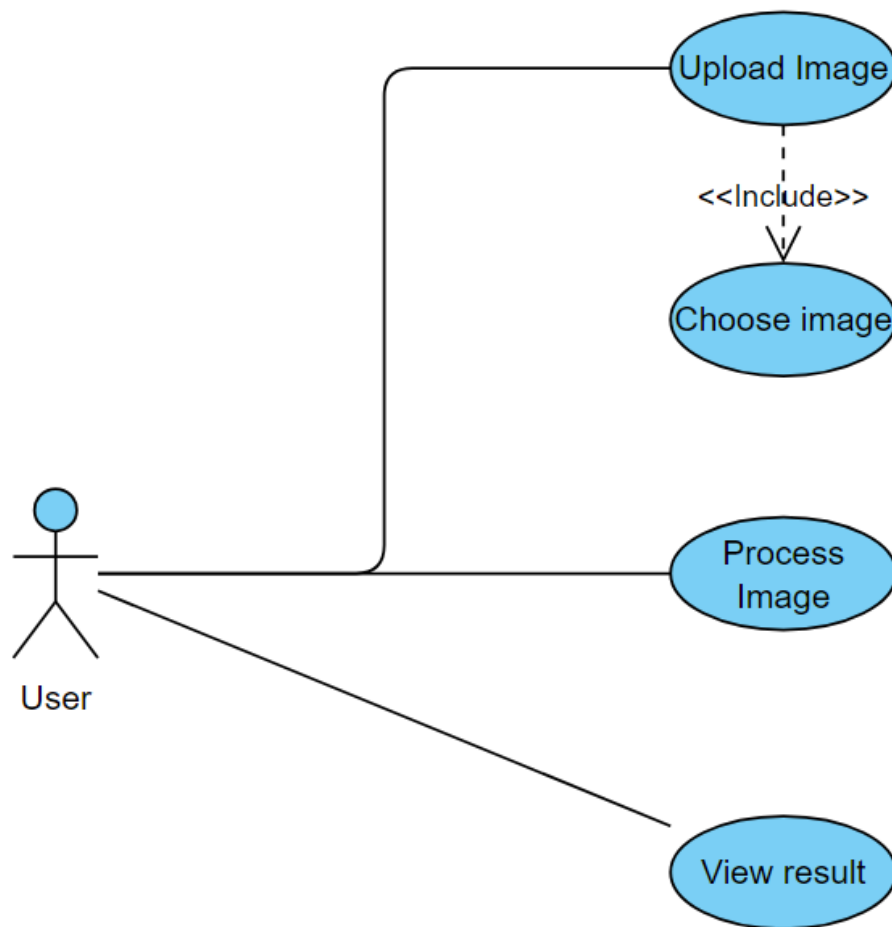 Upload Image
<<Include>>
Choose image
Process
Image
User
View result